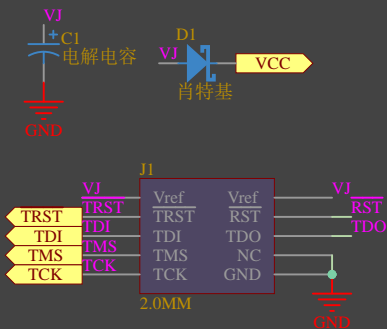 VJ
+ C1
电解电容
GND
D1
VJ
VCC
肖特基
J1
VJ Vref Vref VJ
TRST TRST TRST RST RST
TDI TDI TDI TDO TDO
TMS TMS TMS NC
TCK TCK TCK GND
2.0MM
GND